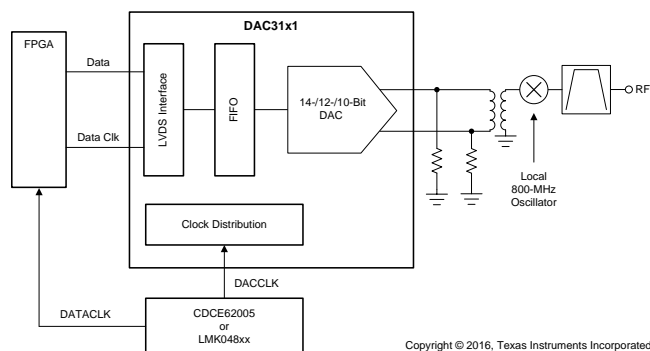 DAC31x1
FPGA
Data
Data Clk
LVDS Interface
FIFO
14-/12-/10-Bit
DAC
RF
Local
800-MHz
Oscillator
Clock Distribution
DACCLK
DATACLK
CDCE62005
or
LMK048xx
Copyright © 2016, Texas Instruments Incorporated